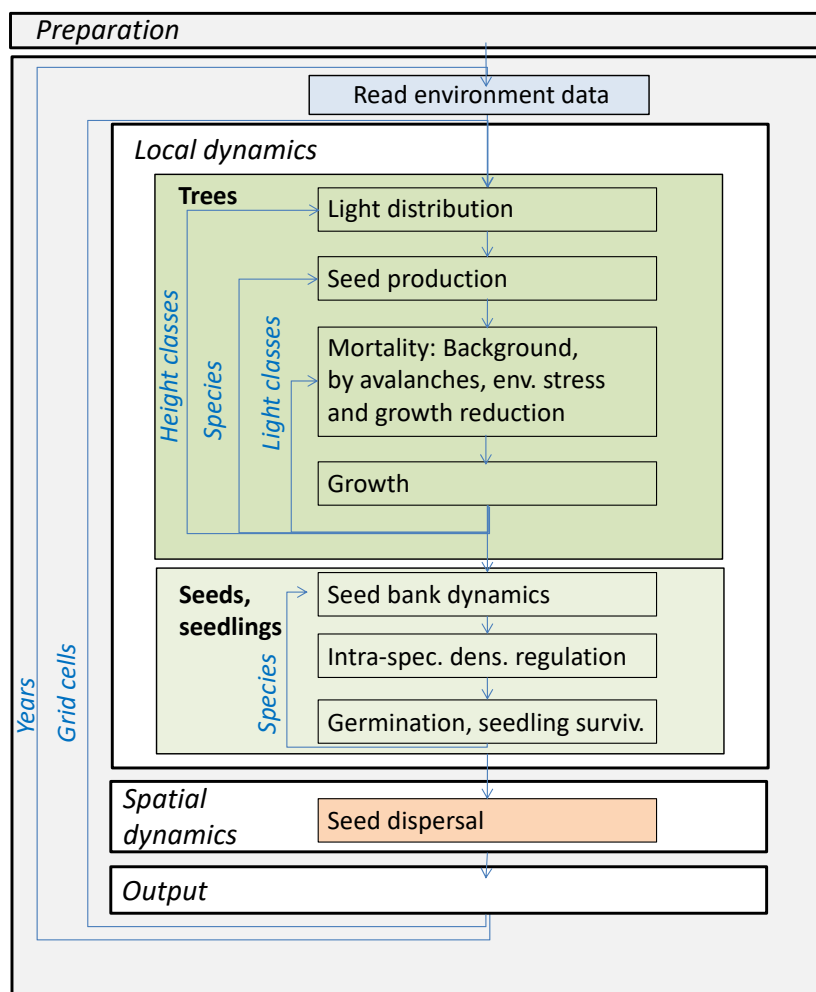 Preparation
Read environment data
Local dynamics
Trees
Light distribution
Seed production
Mortality: Background,
by avalanches, env. stress
and growth reduction
Growth
Height classes
Species
Light classes
Seeds,
seedlings
Seed bank dynamics
Intra-spec. dens. regulation
Germination, seedling surviv.
Species
Years
Grid cells
Spatial
dynamics
Seed dispersal
Output